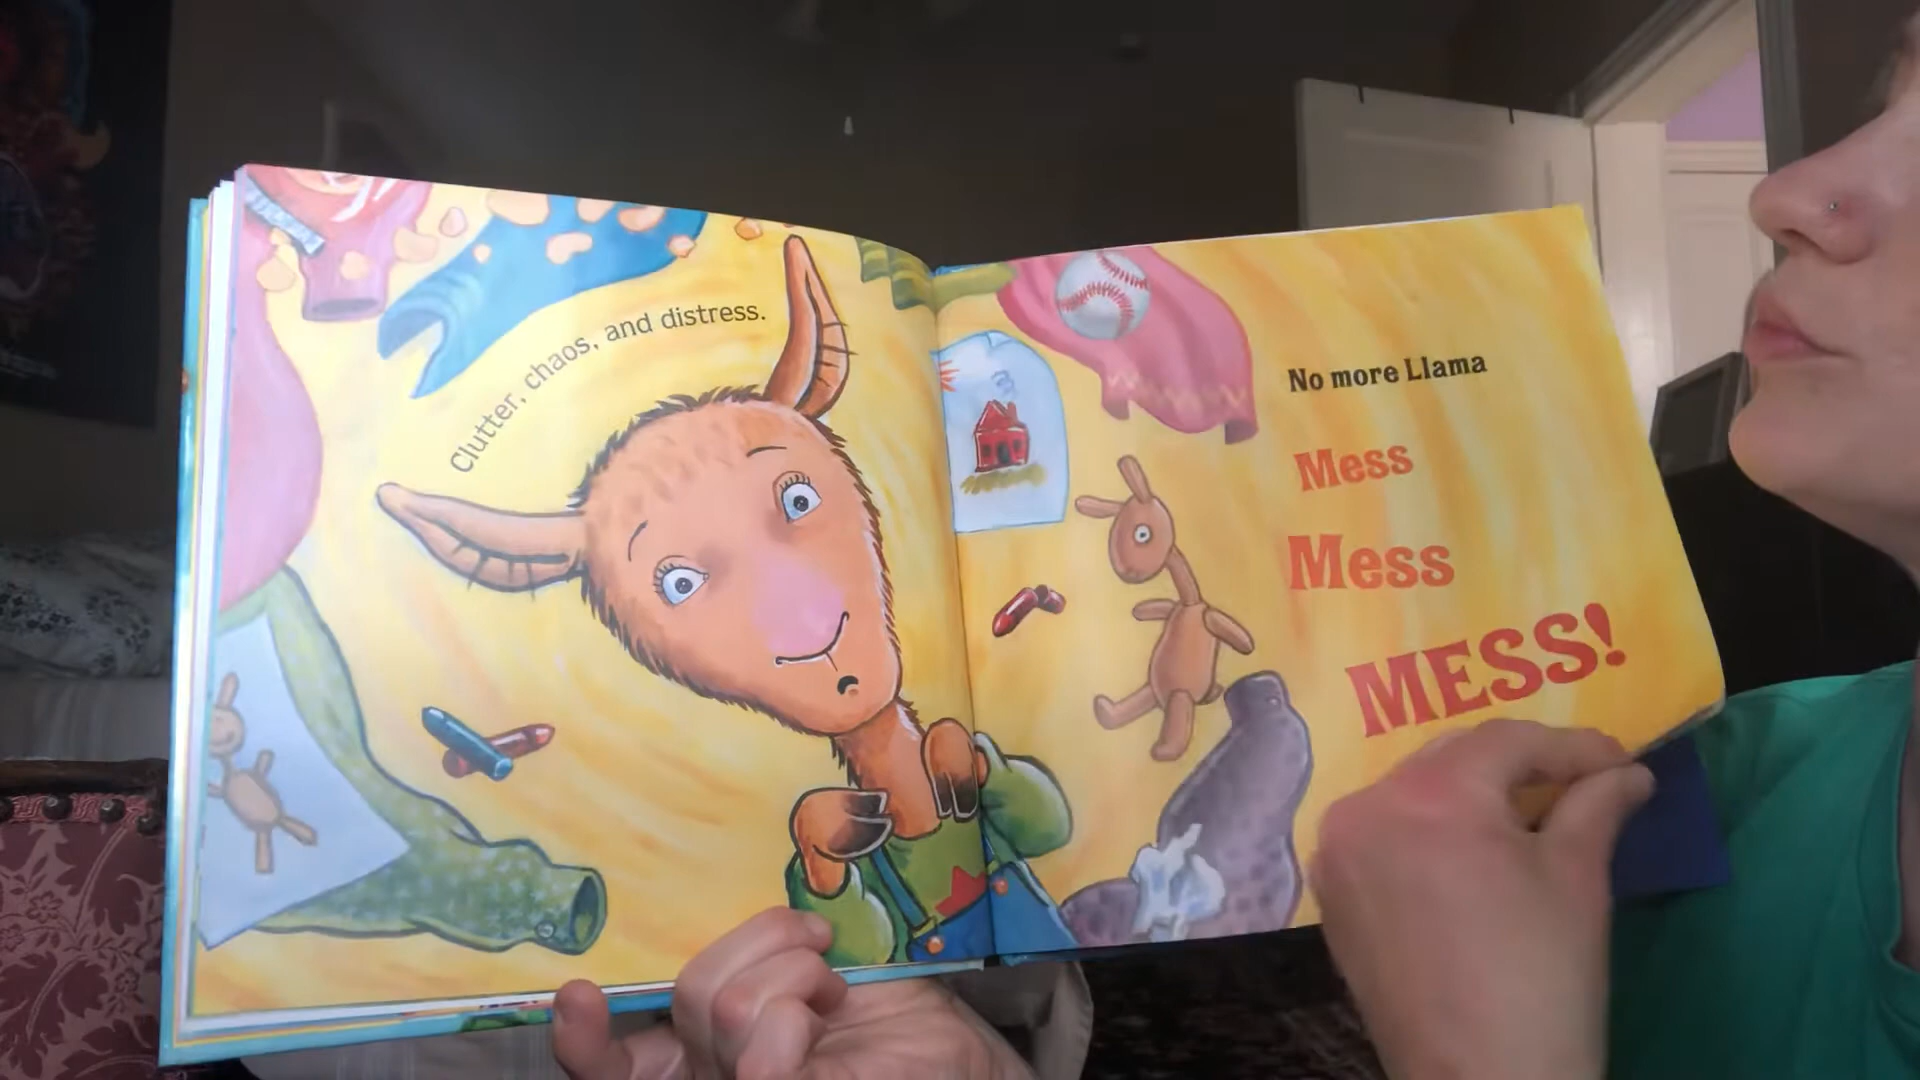 Clutter, chaos, and distress.
No more Llama
Mess
Mess
MESS!